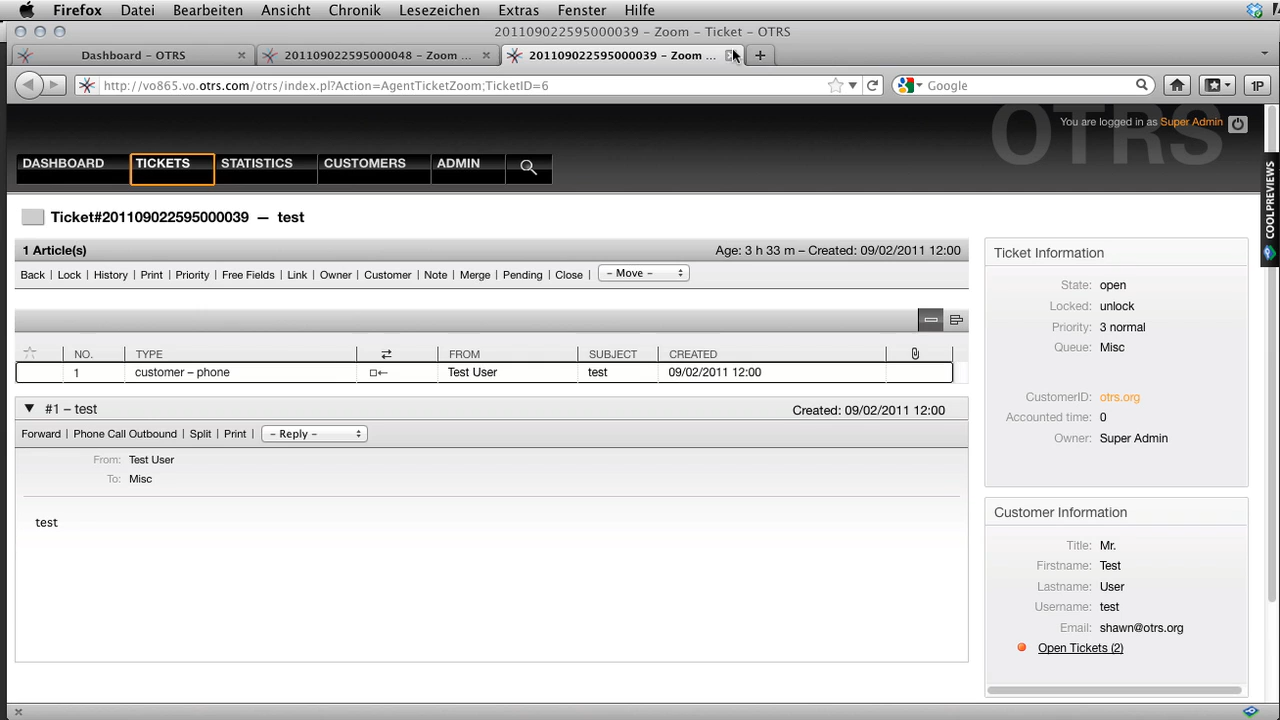 Firefox Datei Bearbeiten Ansicht Chronik Lesezeichen Extras Fenster Hilfe
201109022595000039 – Zoom – Ticket – OTRS
Dashboard – OTRS 201109022595000048 – Zoom ... 201109022595000039 – Zoom ...
http://vo865.vo.otrs.com/otrs/index.pl?Action=AgentTicketZoom;TicketID=6 Google 1P
OTRS
You are logged in as Super Admin
DASHBOARD TICKETS STATISTICS CUSTOMERS ADMIN
COOLPREVIEWS
Ticket#201109022595000039 — test
1 Article(s) Age: 3 h 33 m – Created: 09/02/2011 12:00
Back | Lock | History | Print | Priority | Free Fields | Link | Owner | Customer | Note | Merge | Pending | Close | – Move –
NO. TYPE FROM SUBJECT CREATED
1 customer – phone Test User test 09/02/2011 12:00
#1 – test Created: 09/02/2011 12:00
Forward | Phone Call Outbound | Split | Print | – Reply –
From: Test User
To: Misc
test
Ticket Information
State: open
Locked: unlock
Priority: 3 normal
Queue: Misc
CustomerID: otrs.org
Accounted time: 0
Owner: Super Admin
Customer Information
Title: Mr.
Firstname: Test
Lastname: User
Username: test
Email: shawn@otrs.org
Open Tickets (2)